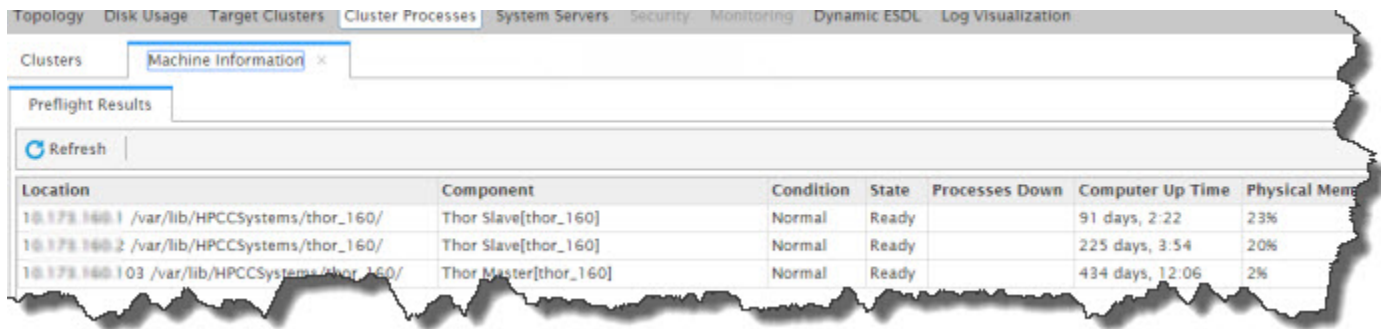 Topology Disk Usage Target Clusters Cluster Processes System Servers Security Monitoring Dynamic ESDL Log Visualization
Clusters Machine Information ×
Preflight Results
Refresh
Location Component Condition State Processes Down Computer Up Time Physical Mem
/var/lib/HPCCSystems/thor_160/ Thor Slave[thor_160] Normal Ready 91 days, 2:22 23%
/var/lib/HPCCSystems/thor_160/ Thor Slave[thor_160] Normal Ready 225 days, 3:54 20%
/var/lib/HPCCSystems/thor_160/ Thor Master[thor_160] Normal Ready 434 days, 12:06 2%